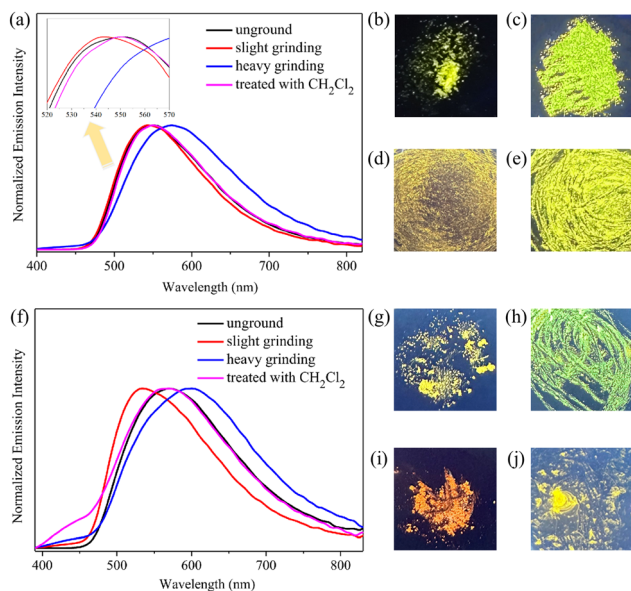 (a)
unground
slight grinding
heavy grinding
treated with CH₂Cl₂
520 530 540 550 560 570
Normalized Emission Intensity
400 500 600 700 800
Wavelength (nm)
(b)
(c)
(d)
(e)
(f)
unground
slight grinding
heavy grinding
treated with CH₂Cl₂
Normalized Emission Intensity
400 500 600 700 800
Wavelength (nm)
(g)
(h)
(i)
(j)